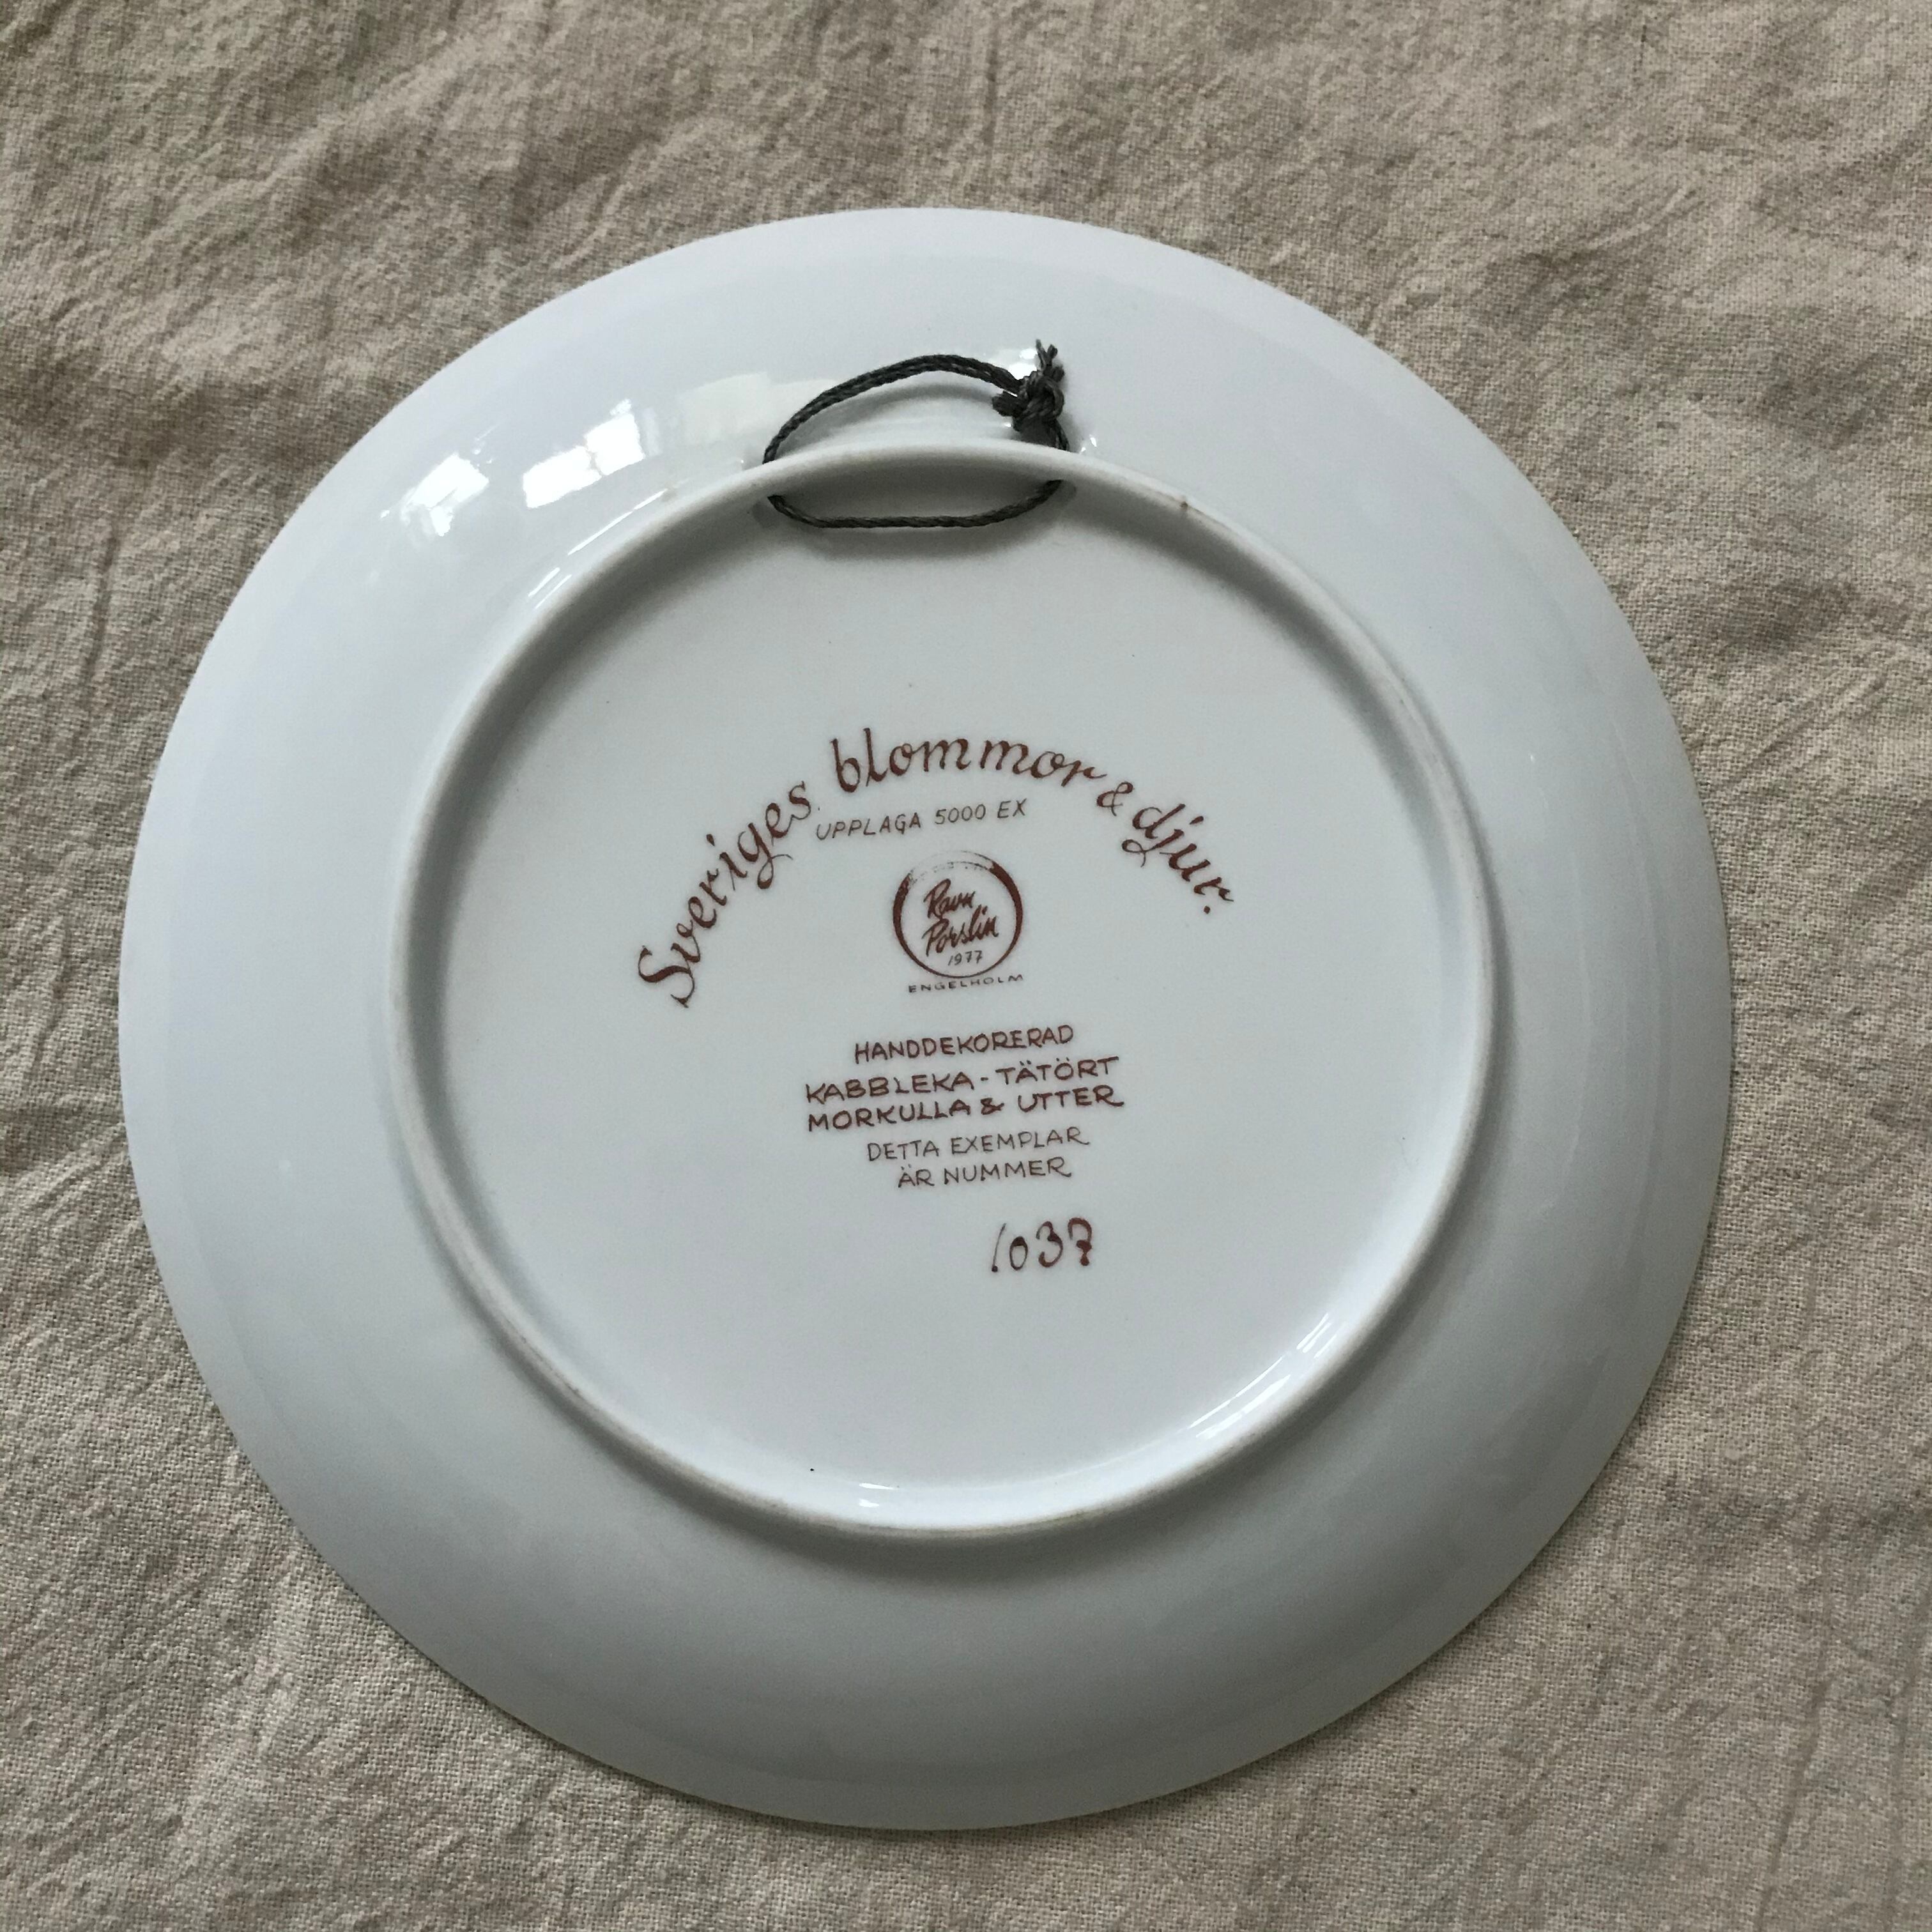 Sveriges blommor & djur.
UPPLAGA 5000 EX
Ravn
Porslin
1977
ENGELHOLM
HANDDEKORERAD
KABBLEKA - TÄTÖRT
MORKULLA & UTTER
DETTA EXEMPLAR
ÄR NUMMER
1037